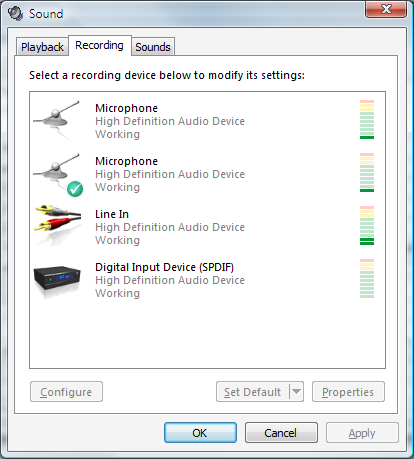 Sound
Playback Recording Sounds
Select a recording device below to modify its settings:
Microphone
High Definition Audio Device
Working
Microphone
High Definition Audio Device
Working
Line In
High Definition Audio Device
Working
Digital Input Device (SPDIF)
High Definition Audio Device
Working
Configure Set Default Properties
OK Cancel Apply